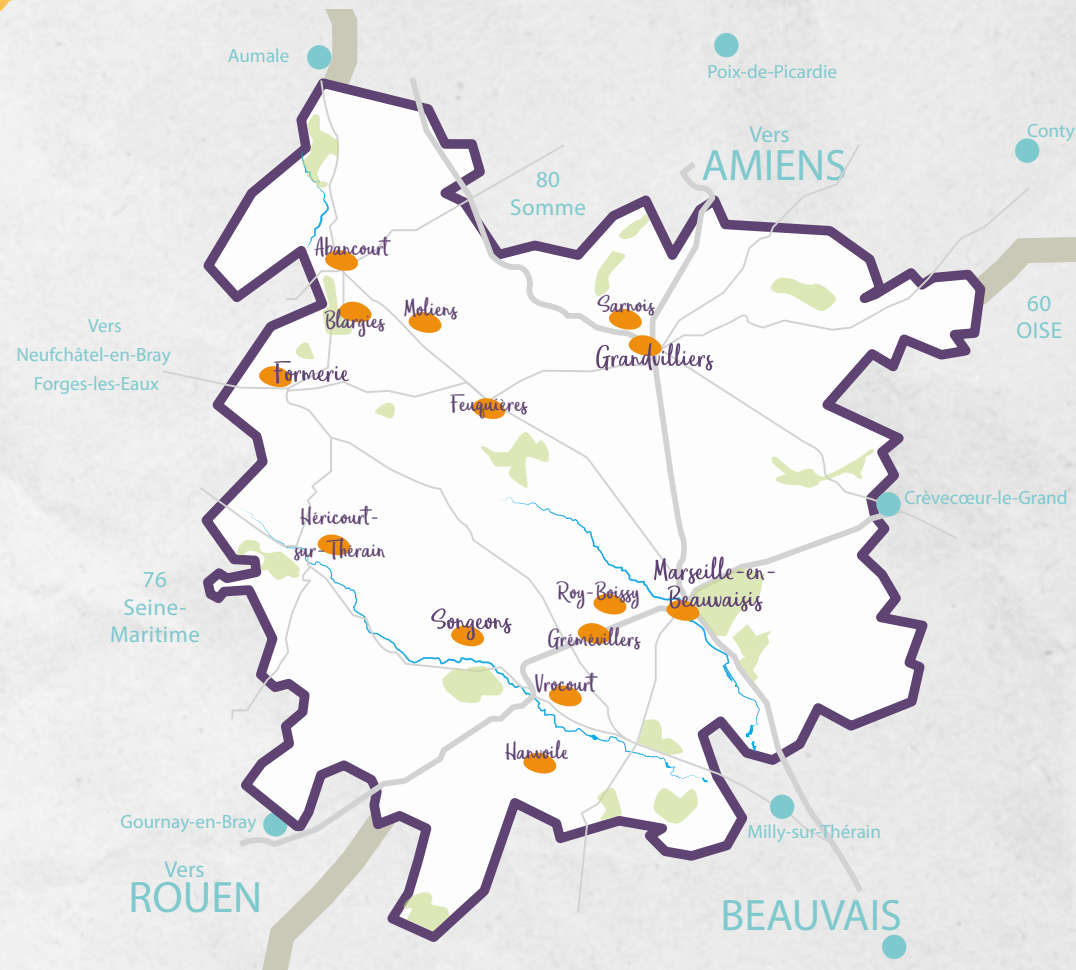 Aumale
Poix-de-Picardie
Vers
AMIENS
Conty
80
Somme
Abancourt
Blargies
Moliens
Sarnois
Grandvilliers
60
OISE
Vers
Neufchâtel-en-Bray
Forges-les-Eaux
Formerie
Feuquières
Crèvecœur-le-Grand
Héricourt-
sur-Thérain
76
Seine-
Maritime
Marseille-en-
Beauvaisis
Roy-Boissy
Songeons
Grémévillers
Vrocourt
Hanvoile
Gournay-en-Bray
Milly-sur-Thérain
Vers
ROUEN
BEAUVAIS